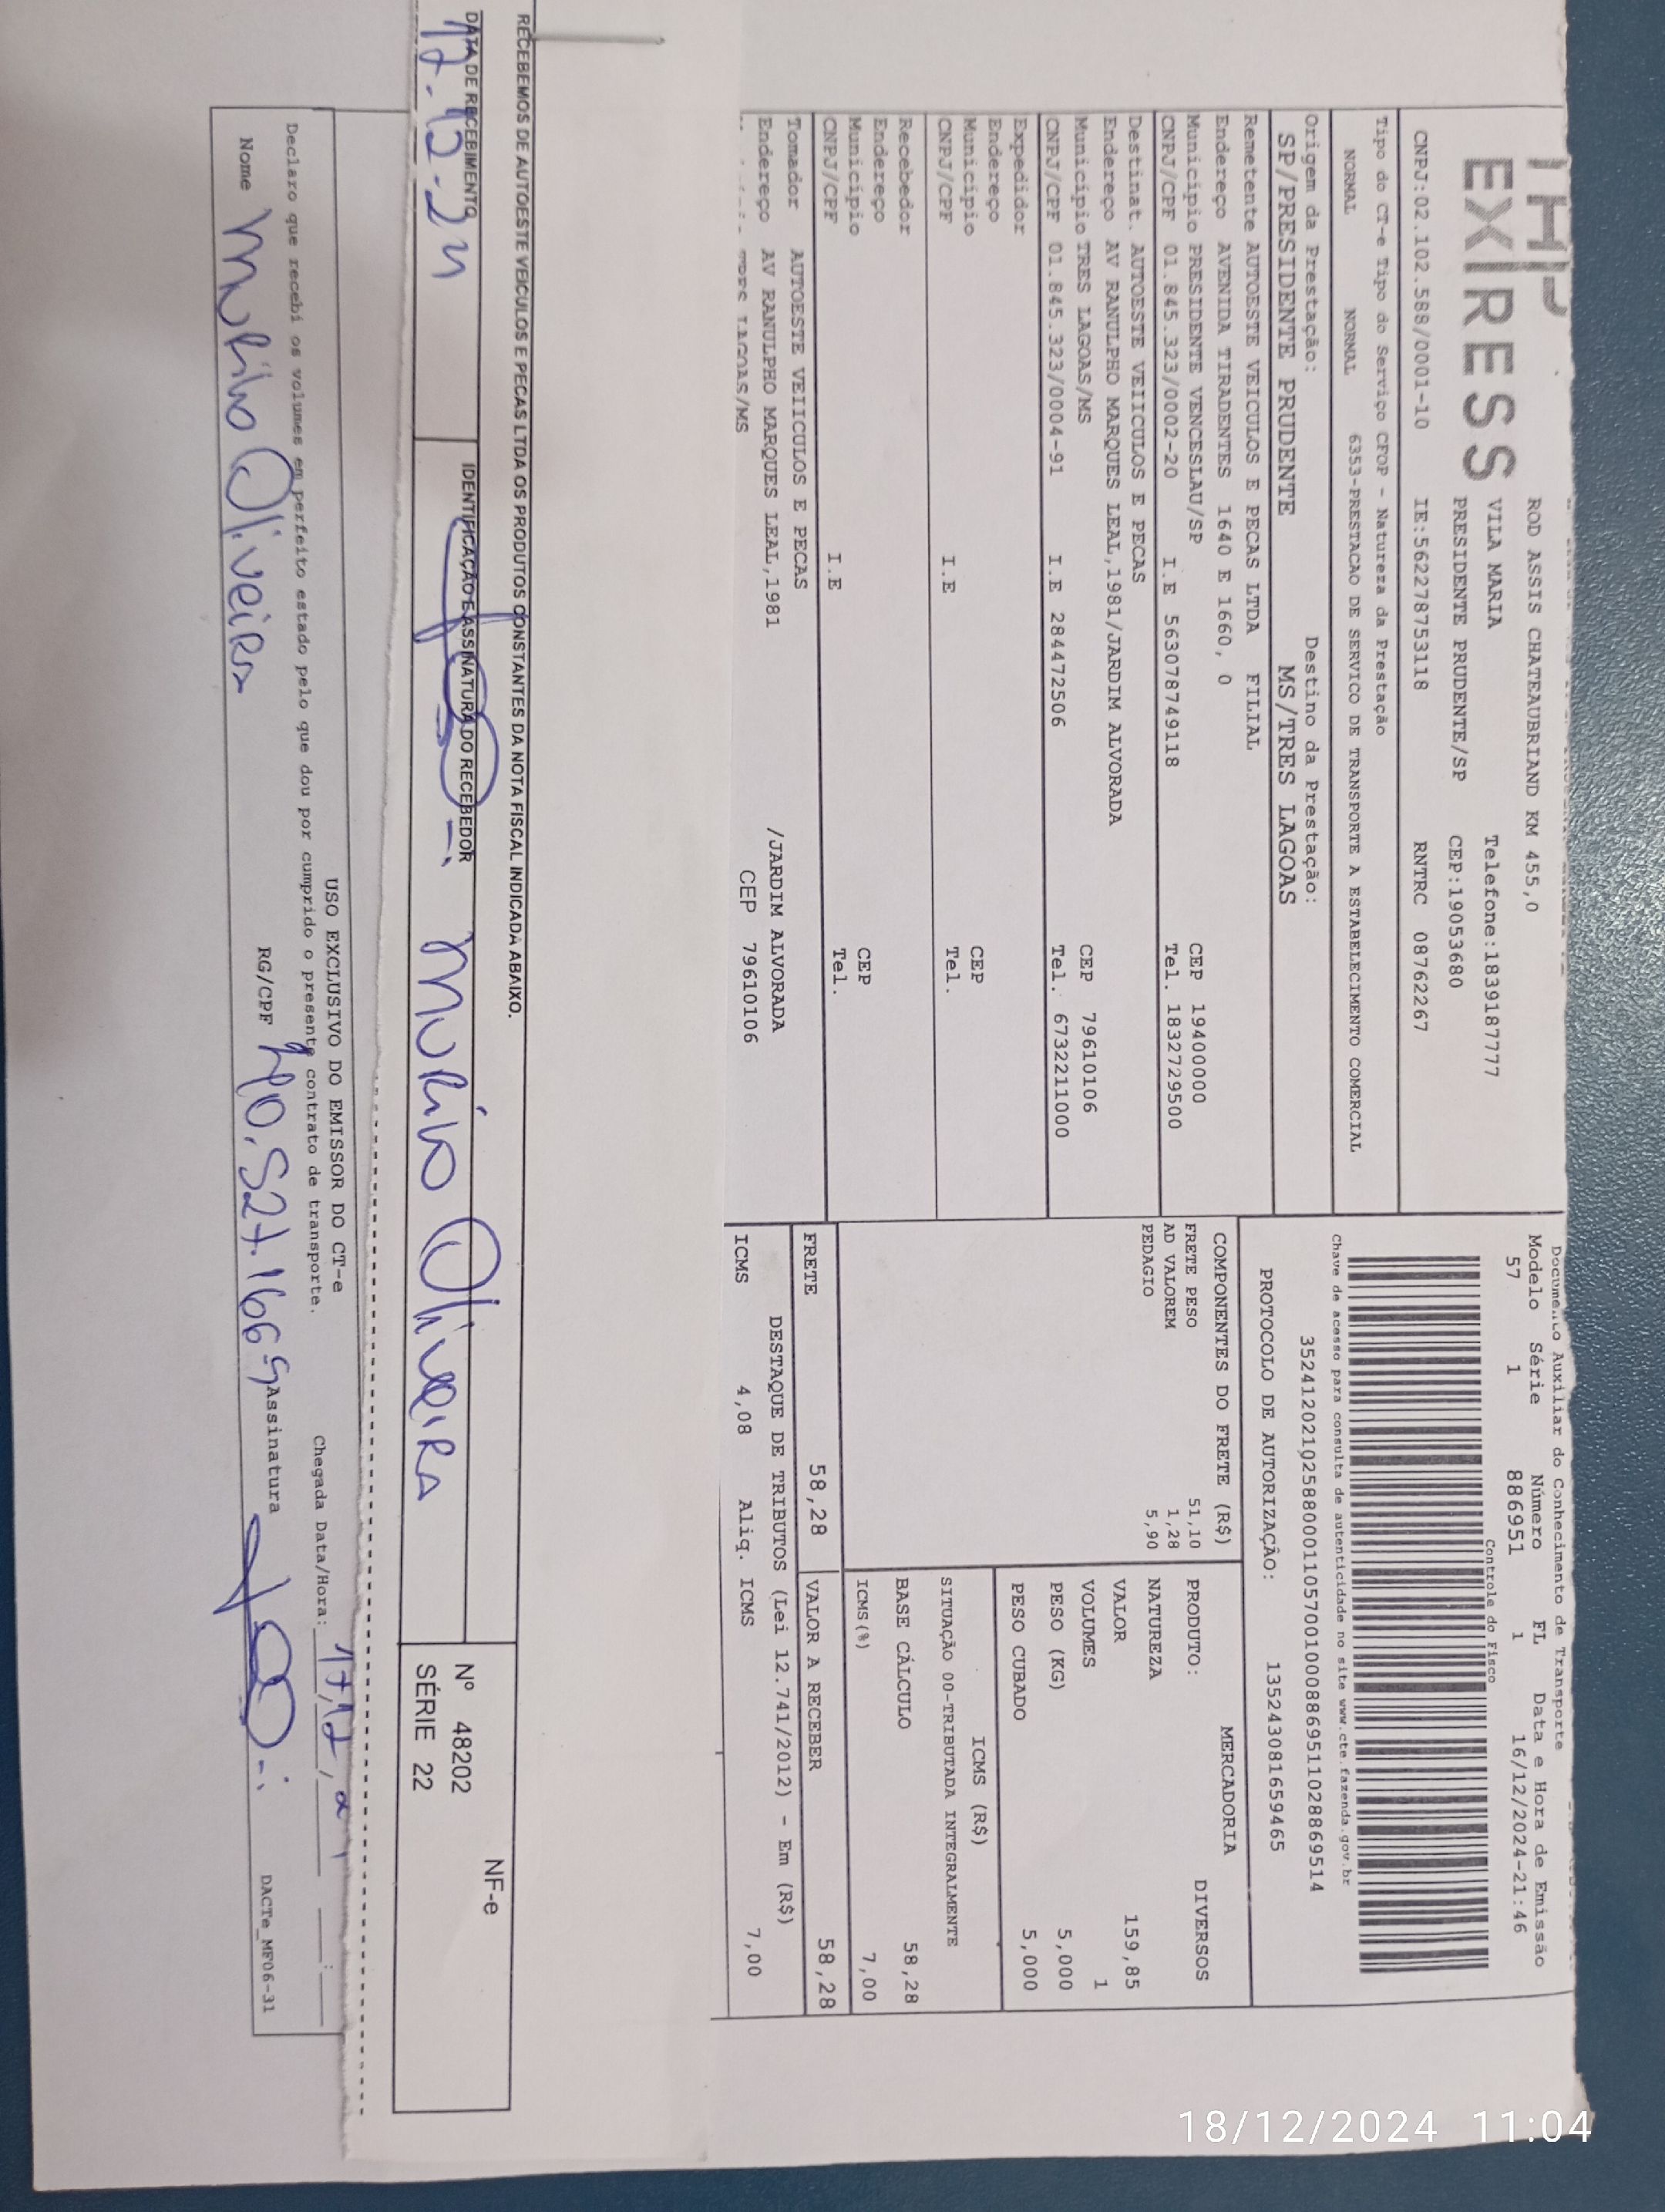 EXPRESS
ROD ASSIS CHATEAUBRIAND KM 455,0
VILA MARIA Telefone:1839187777
PRESIDENTE PRUDENTE/SP CEP:19053680
CNPJ:02.102.588/0001-10 IE:562278753118 RNTRC 08762267
Tipo do CT-e Tipo do Serviço CFOP - Natureza da Prestação
NORMAL NORMAL 6353-PRESTACAO DE SERVICO DE TRANSPORTE A ESTABELECIMENTO COMERCIAL
Origem da Prestação: Destino da Prestação:
SP/PRESIDENTE PRUDENTE MS/TRES LAGOAS
Remetente AUTOESTE VEICULOS E PECAS LTDA FILIAL
Endereço AVENIDA TIRADENTES 1640 E 1660, 0
Município PRESIDENTE VENCESLAU/SP CEP 19400000
CNPJ/CPF 01.845.323/0002-20 I.E 563078749118 Tel. 1832729500
Destinat. AUTOESTE VEIICULOS E PECAS
Endereço AV RANULPHO MARQUES LEAL,1981/JARDIM ALVORADA
Município TRES LAGOAS/MS CEP 79610106
CNPJ/CPF 01.845.323/0004-91 I.E 284472506 Tel. 6732211000
Expedidor
Endereço
Município CEP
CNPJ/CPF I.E Tel.
Recebedor
Endereço
Município CEP
CNPJ/CPF I.E Tel.
Tomador AUTOESTE VEIICULOS E PECAS
Endereço AV RANULPHO MARQUES LEAL,1981 /JARDIM ALVORADA
LAGOAS/MS CEP 79610106
Documento Auxiliar do Conhecimento de Transporte
Modelo Série Número FL Data e Hora de Emissão
57 1 886951 1 16/12/2024-21:46
Controle do Fisco
Chave de acesso para consulta de autenticidade no site www.cte.fazenda.gov.br
35241202102588000110570010008869511028869514
PROTOCOLO DE AUTORIZAÇÃO: 135243081659465
COMPONENTES DO FRETE (R$) MERCADORIA
FRETE PESO 51,10 PRODUTO: DIVERSOS
AD VALOREM 1,28 NATUREZA
PEDAGIO 5,90 VALOR 159,85
VOLUMES 1
PESO (KG) 5,000
PESO CUBADO 5,000
ICMS (R$)
SITUAÇÃO 00-TRIBUTADA INTEGRALMENTE
BASE CÁLCULO 58,28
ICMS(%) 7,00
FRETE 58,28 VALOR A RECEBER 58,28
DESTAQUE DE TRIBUTOS (Lei 12.741/2012) - Em (R$)
ICMS 4,08 Aliq. ICMS 7,00
RECEBEMOS DE AUTOESTE VEICULOS E PECAS LTDA OS PRODUTOS CONSTANTES DA NOTA FISCAL INDICADA ABAIXO.
NF-e
DATA DE RECEBIMENTO IDENTIFICAÇÃO E ASSINATURA DO RECEBEDOR Nº 48202
Murilo Oliveira SÉRIE 22
USO EXCLUSIVO DO EMISSOR DO CT-e
Declaro que recebi os volumes em perfeito estado pelo que dou por cumprido o presente contrato de transporte. Chegada Data/Hora: 17/12/
Nome Murilo Oliveira RG/CPF Assinatura DACTe_MF06-31
18/12/2024 11:04